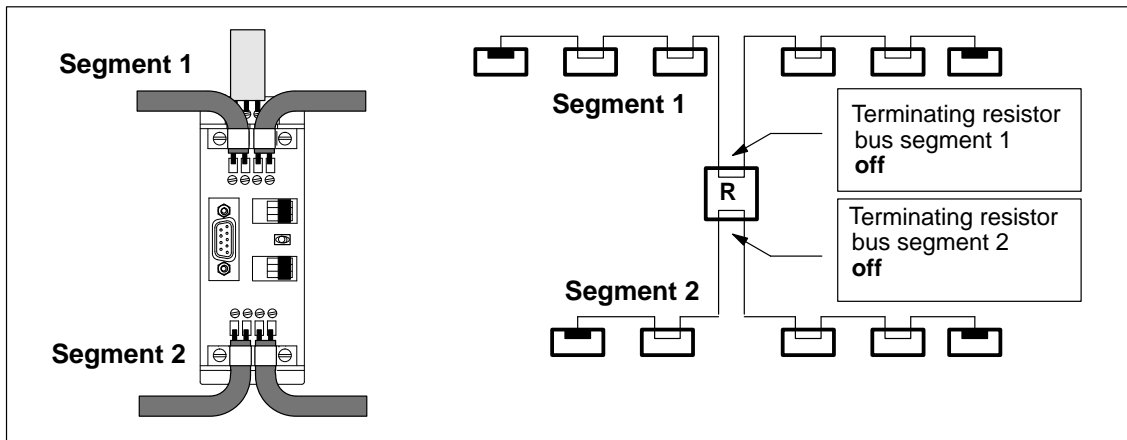 Segment 1
Segment 1
Terminating resistor
bus segment 1
off
R
Terminating resistor
bus segment 2
off
Segment 2
Segment 2